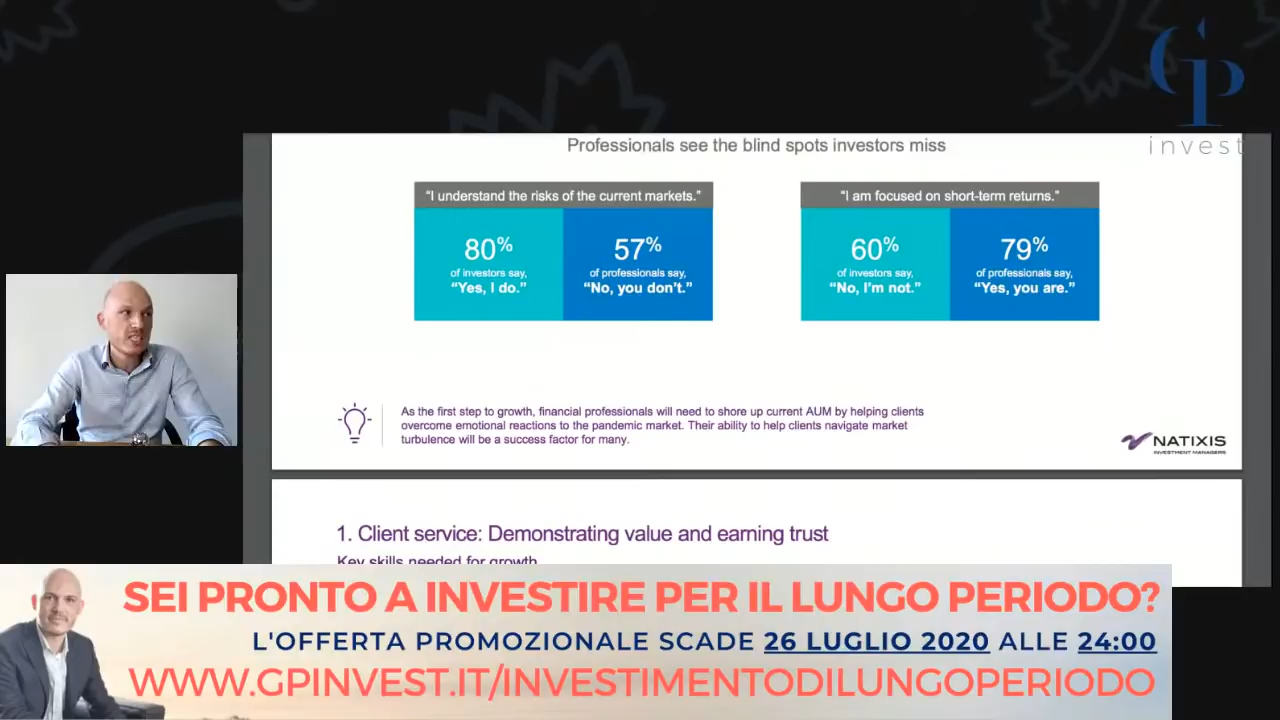 GP
invest
Professionals see the blind spots investors miss
“I understand the risks of the current markets.”
80%
of investors say,
“Yes, I do.”
57%
of professionals say,
“No, you don’t.”
“I am focused on short-term returns.”
60%
of investors say,
“No, I’m not.”
79%
of professionals say,
“Yes, you are.”
As the first step to growth, financial professionals will need to shore up current AUM by helping clients
overcome emotional reactions to the pandemic market. Their ability to help clients navigate market
turbulence will be a success factor for many.
NATIXIS
INVESTMENT MANAGERS
1. Client service: Demonstrating value and earning trust
Key skills needed for growth
SEI PRONTO A INVESTIRE PER IL LUNGO PERIODO?
L'OFFERTA PROMOZIONALE SCADE 26 LUGLIO 2020 ALLE 24:00
WWW.GPINVEST.IT/INVESTIMENTODILUNGOPERIODO